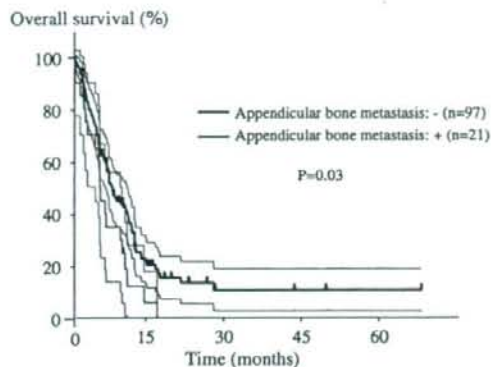 Overall survival (%)
100
80
60
40
20
0
Appendicular bone metastasis: - (n=97)
Appendicular bone metastasis: + (n=21)
P=0.03
0
15
30
45
60
Time (months)